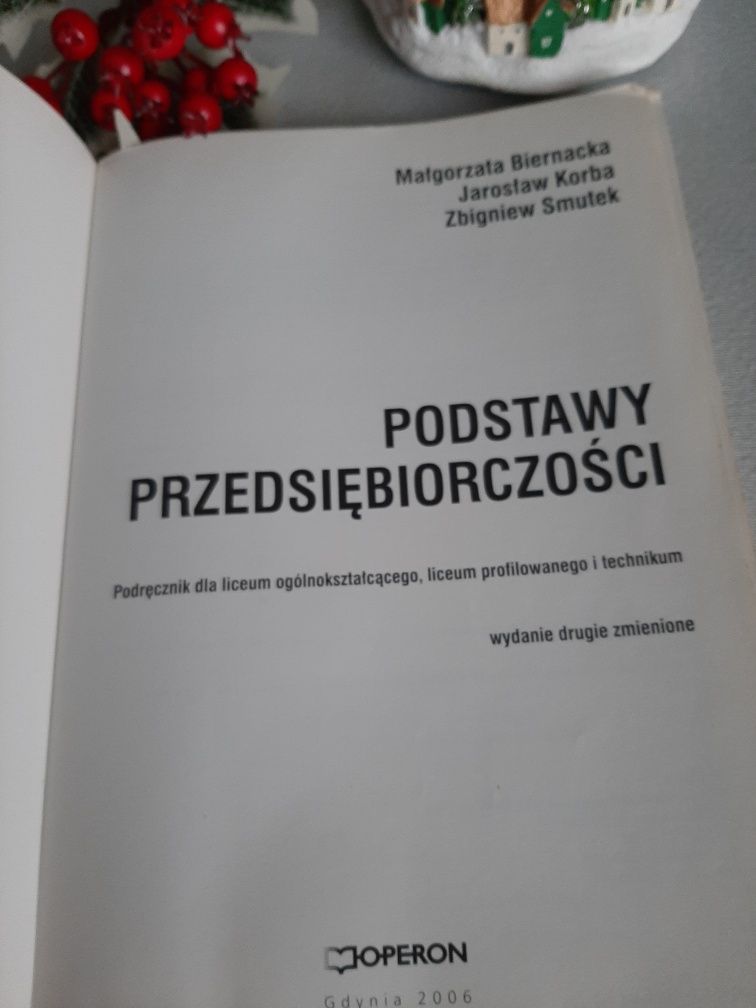 Małgorzata Biernacka
Jarosław Korba
Zbigniew Smutek
PODSTAWY
PRZEDSIĘBIORCZOŚCI
Podręcznik dla liceum ogólnokształcącego, liceum profilowanego i technikum
wydanie drugie zmienione
OPERON
Gdynia 2006